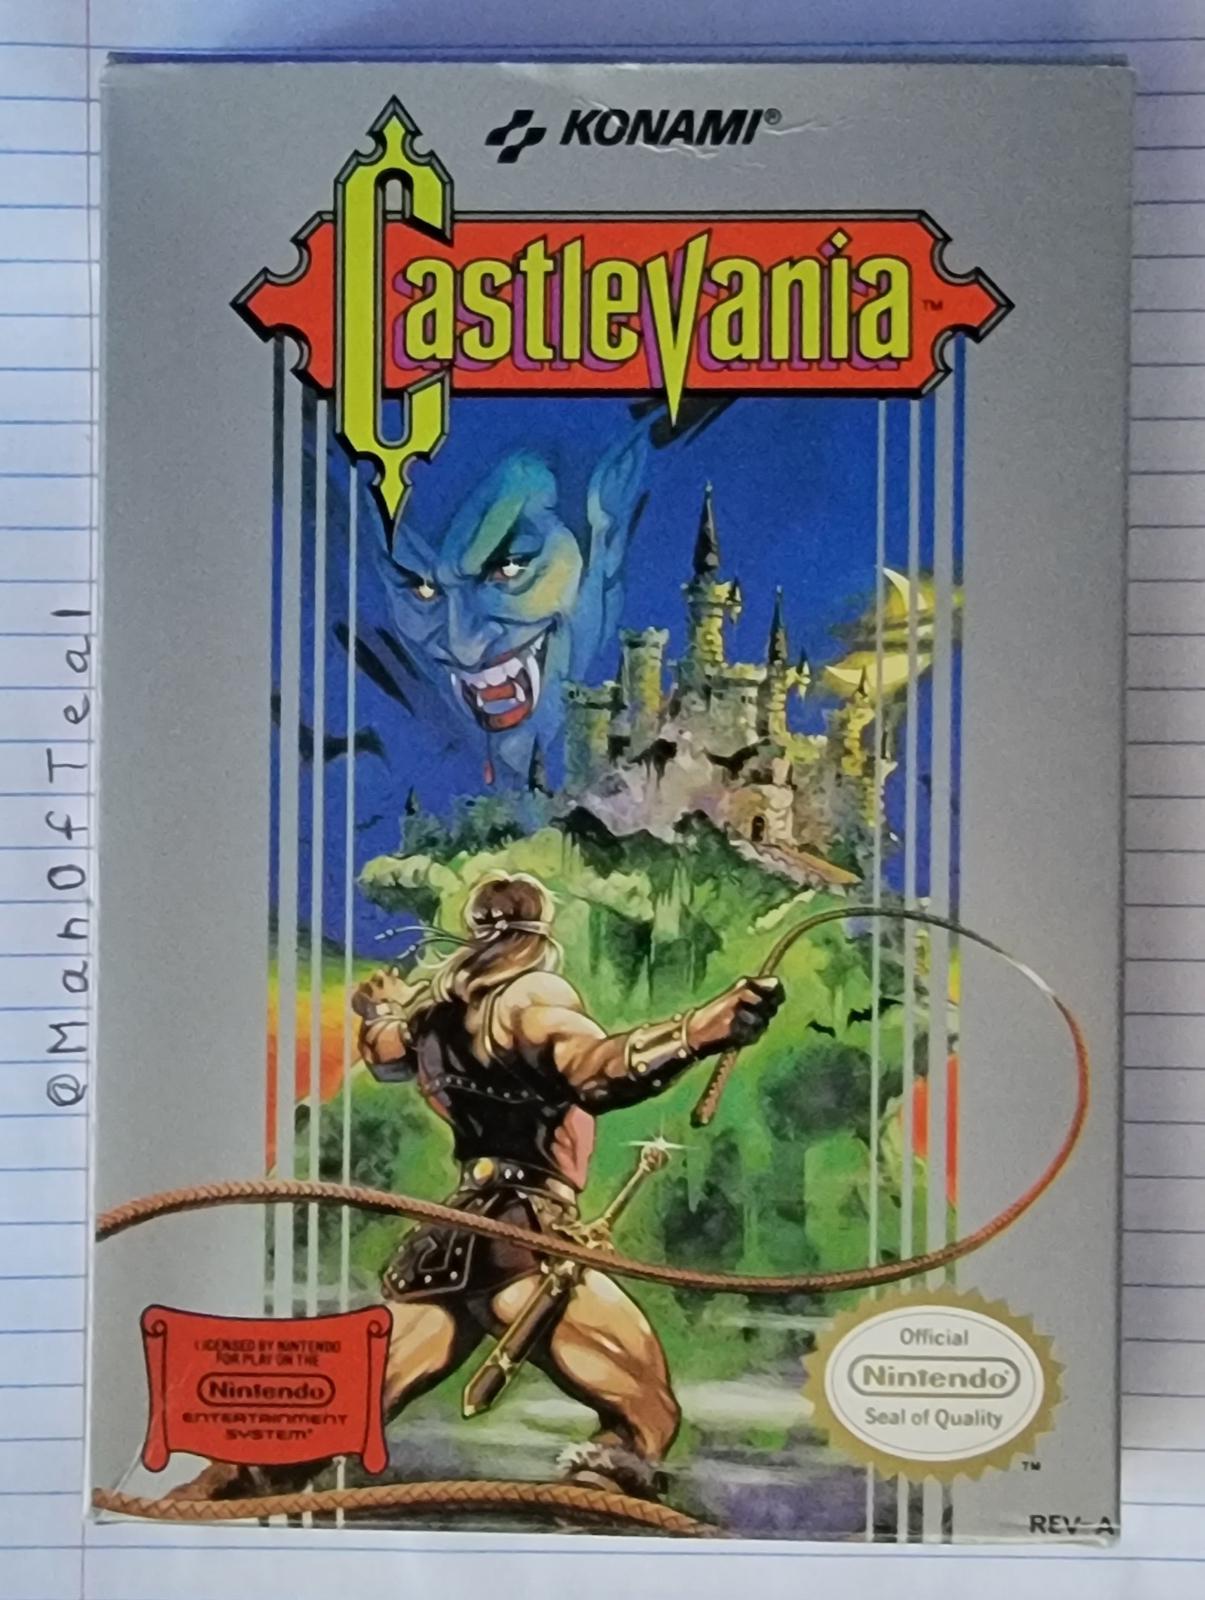 KONAMI®
Castlevania™
@ManOfTeal
LICENSED BY NINTENDO
FOR PLAY ON THE
Nintendo
ENTERTAINMENT
SYSTEM®
Official
Nintendo®
Seal of Quality
TM
REV-A